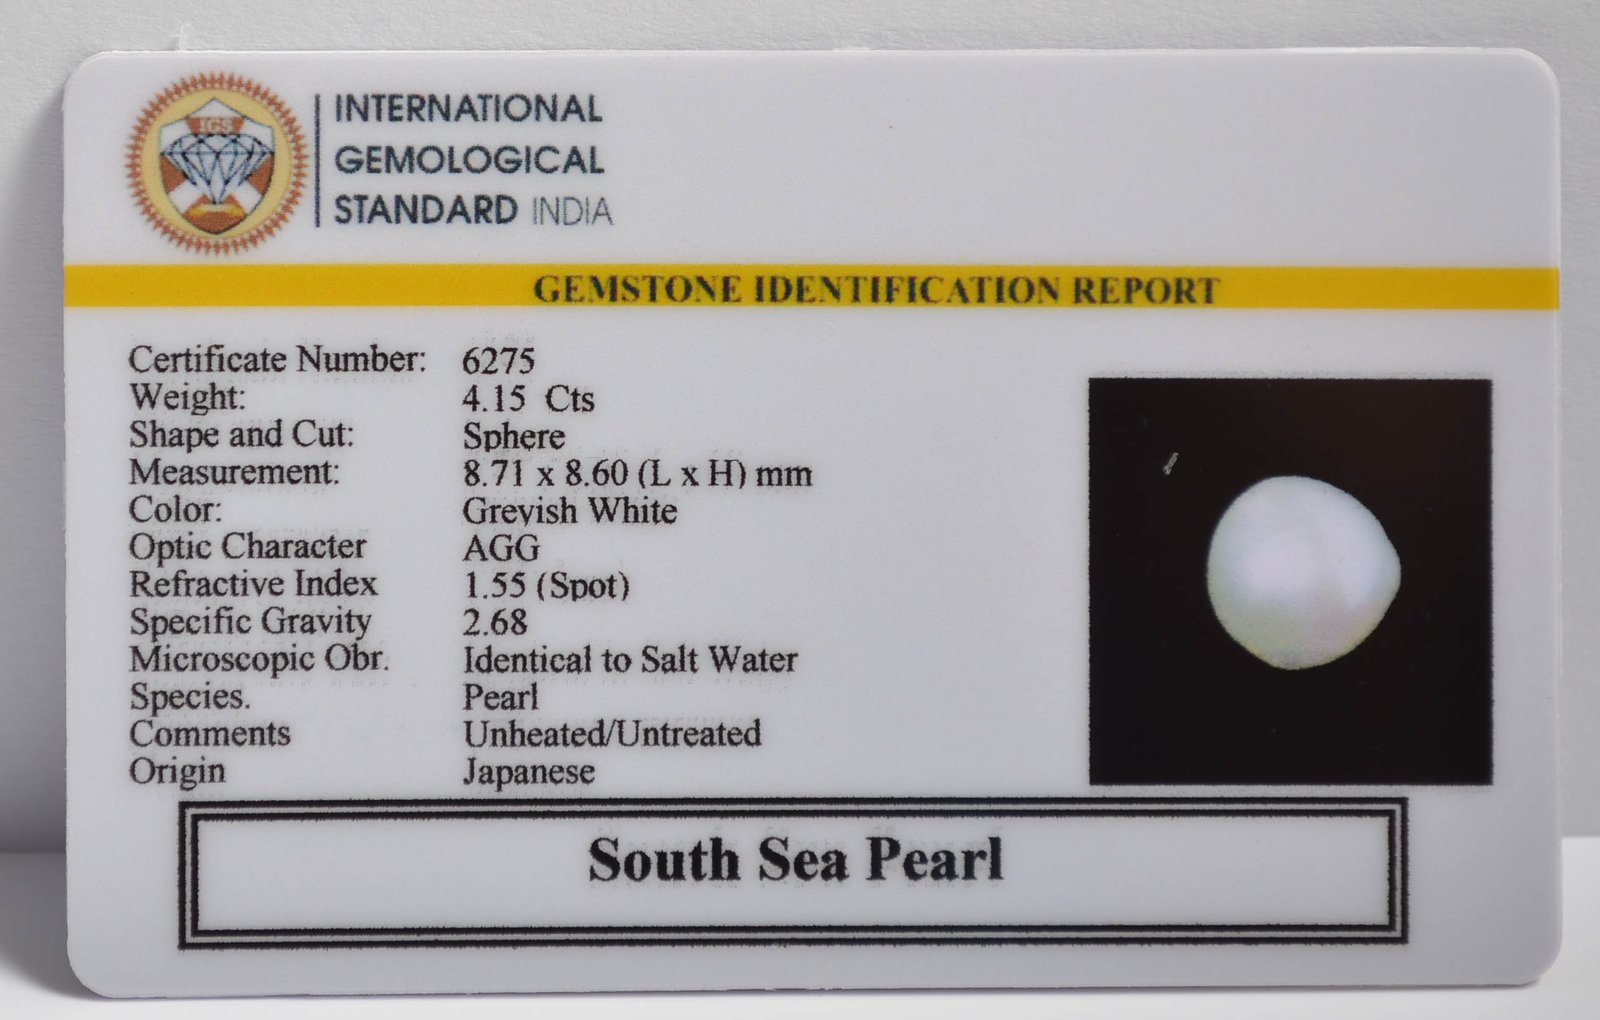 IGS
INTERNATIONAL
GEMOLOGICAL
STANDARD INDIA
GEMSTONE IDENTIFICATION REPORT
Certificate Number: 6275
Weight: 4.15 Cts
Shape and Cut: Sphere
Measurement: 8.71 x 8.60 (L x H) mm
Color: Greyish White
Optic Character AGG
Refractive Index 1.55 (Spot)
Specific Gravity 2.68
Microscopic Obr. Identical to Salt Water
Species. Pearl
Comments Unheated/Untreated
Origin Japanese
South Sea Pearl